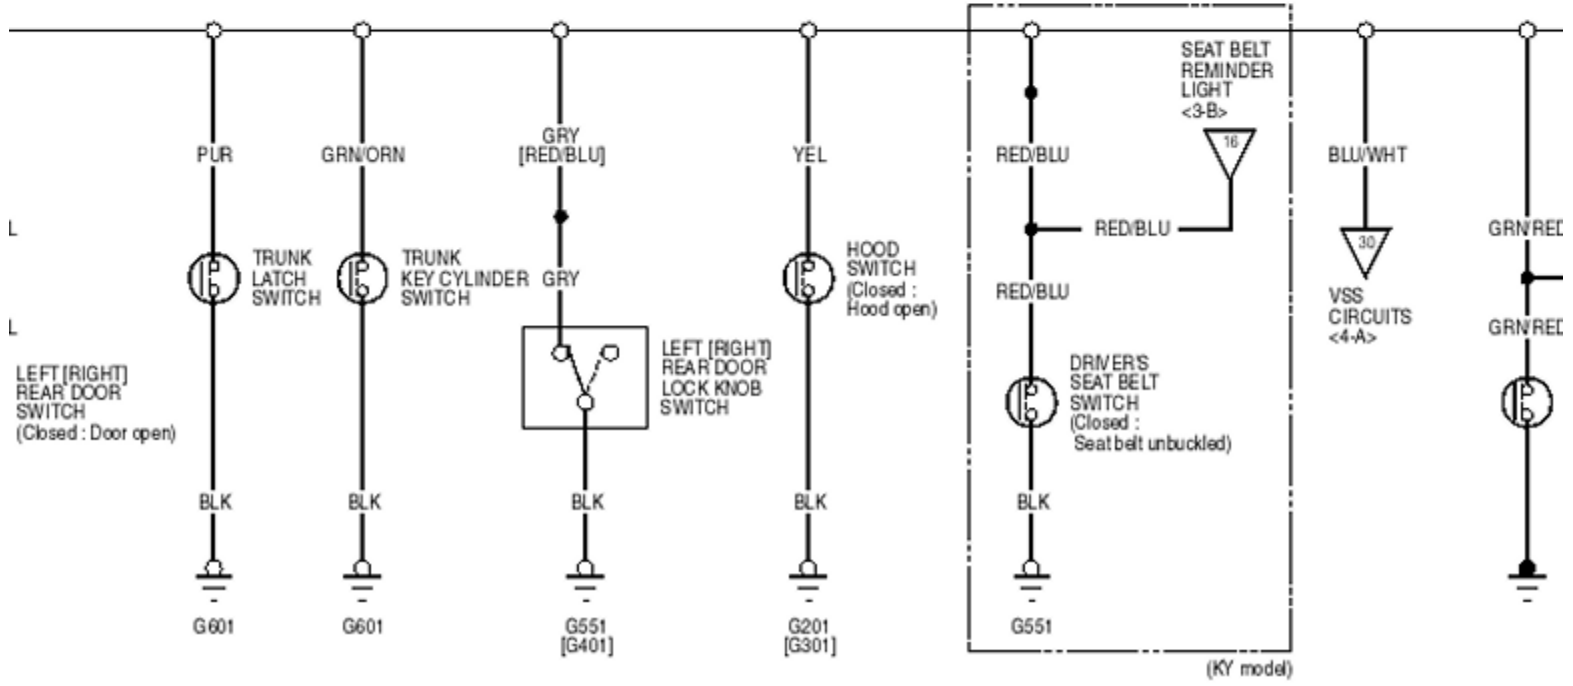 SEAT BELT
REMINDER
LIGHT
<3-B>
16
PUR
GRN/ORN
GRY
[RED/BLU]
YEL
RED/BLU
BLU/WHT
L
RED/BLU
GRN/RED
30
TRUNK
LATCH
SWITCH
TRUNK
KEY CYLINDER
SWITCH
GRY
HOOD
SWITCH
(Closed :
Hood open)
RED/BLU
VSS
CIRCUITS
<4-A>
L
GRN/RED
LEFT [RIGHT]
REAR DOOR
SWITCH
(Closed : Door open)
LEFT [RIGHT]
REAR DOOR
LOCK KNOB
SWITCH
DRIVER'S
SEAT BELT
SWITCH
(Closed :
Seat belt unbuckled)
BLK
BLK
BLK
BLK
BLK
G601
G601
G551
[G401]
G201
[G301]
G551
(KY model)